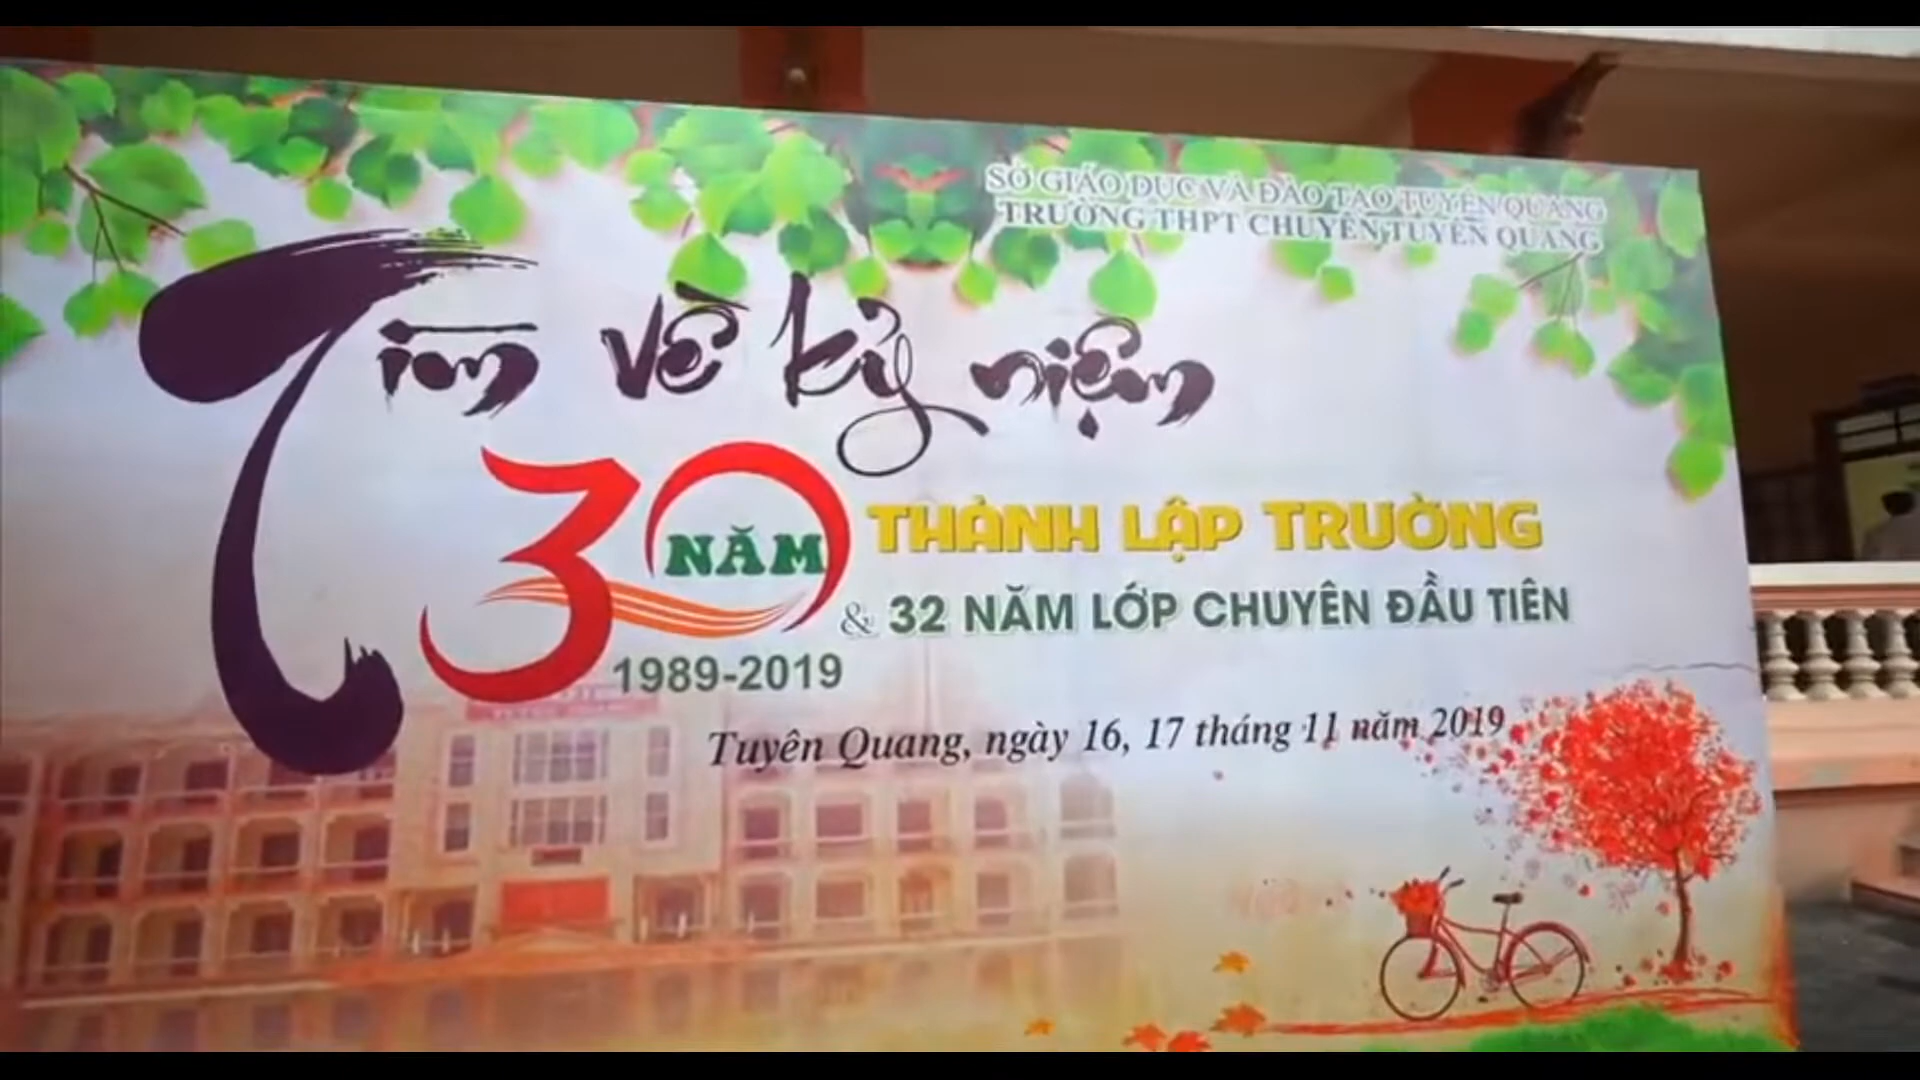 SỞ GIÁO DỤC VÀ ĐÀO TẠO TUYÊN QUANG
TRƯỜNG THPT CHUYÊN TUYÊN QUANG
Tìm về kỷ niệm
30 NĂM THÀNH LẬP TRƯỜNG
& 32 NĂM LỚP CHUYÊN ĐẦU TIÊN
1989-2019
Tuyên Quang, ngày 16, 17 tháng 11 năm 2019